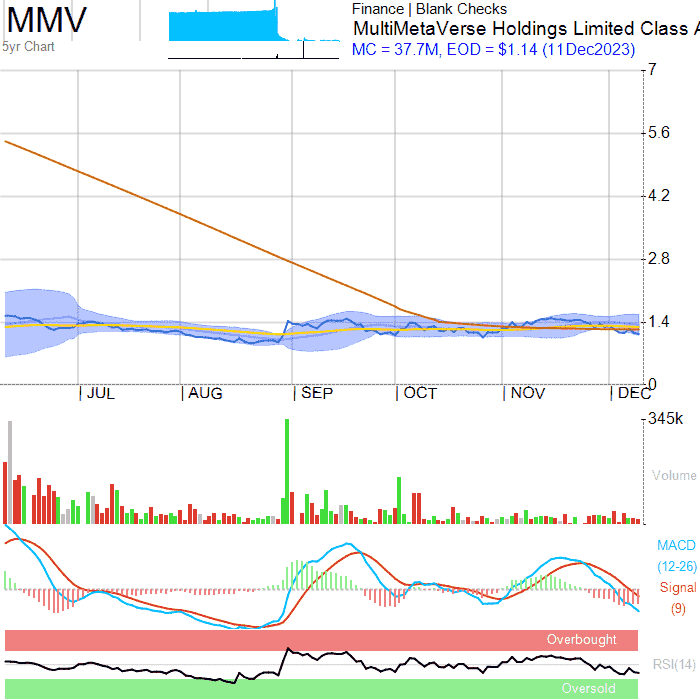 MMV
5yr Chart
Finance | Blank Checks
MultiMetaVerse Holdings Limited Class A
MC = 37.7M, EOD = $1.14 (11Dec2023)
7
5.6
4.2
2.8
1.4
0
| JUL | AUG | SEP | OCT | NOV | DEC
345k
Volume
MACD
(12-26)
Signal
(9)
Overbought
RSI(14)
Oversold